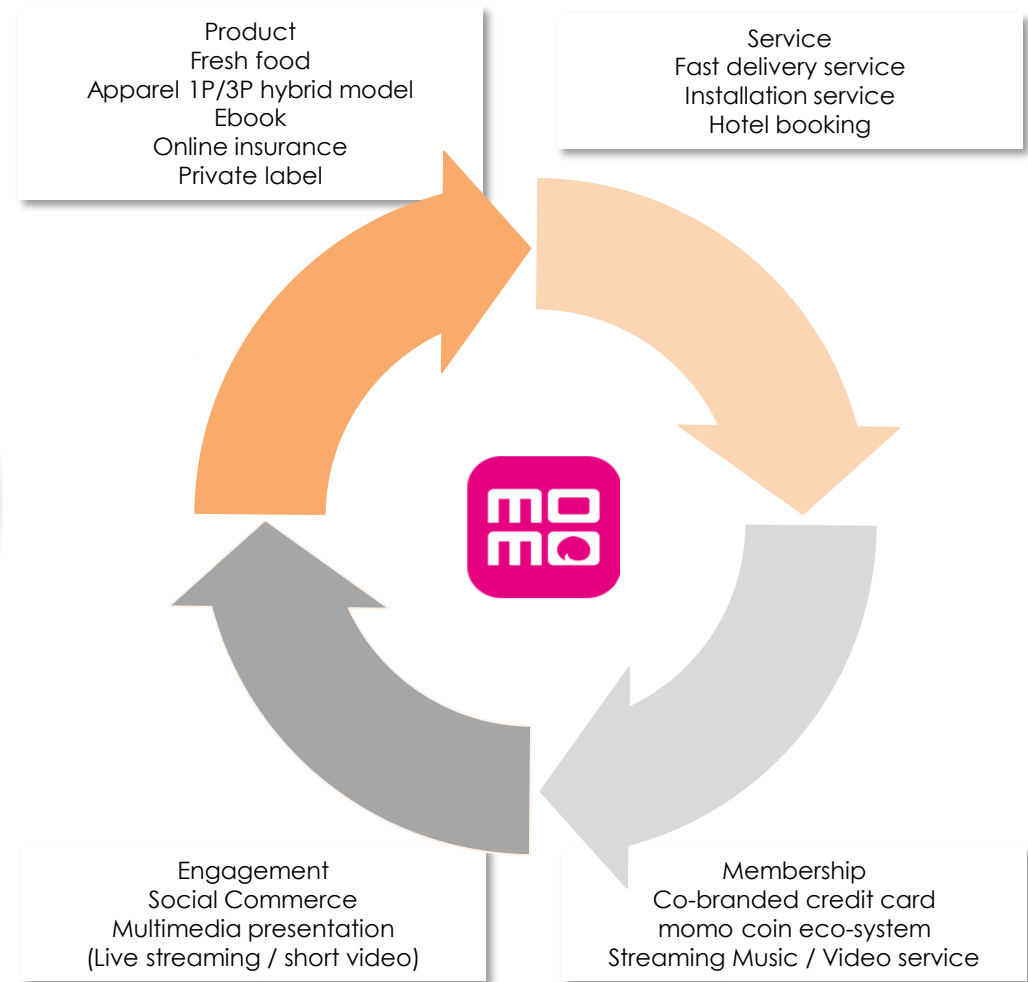 Product
Fresh food
Apparel 1P/3P hybrid model
Ebook
Online insurance
Private label
Service
Fast delivery service
Installation service
Hotel booking
mo
mo
Engagement
Social Commerce
Multimedia presentation
(Live streaming / short video)
Membership
Co-branded credit card
momo coin eco-system
Streaming Music / Video service